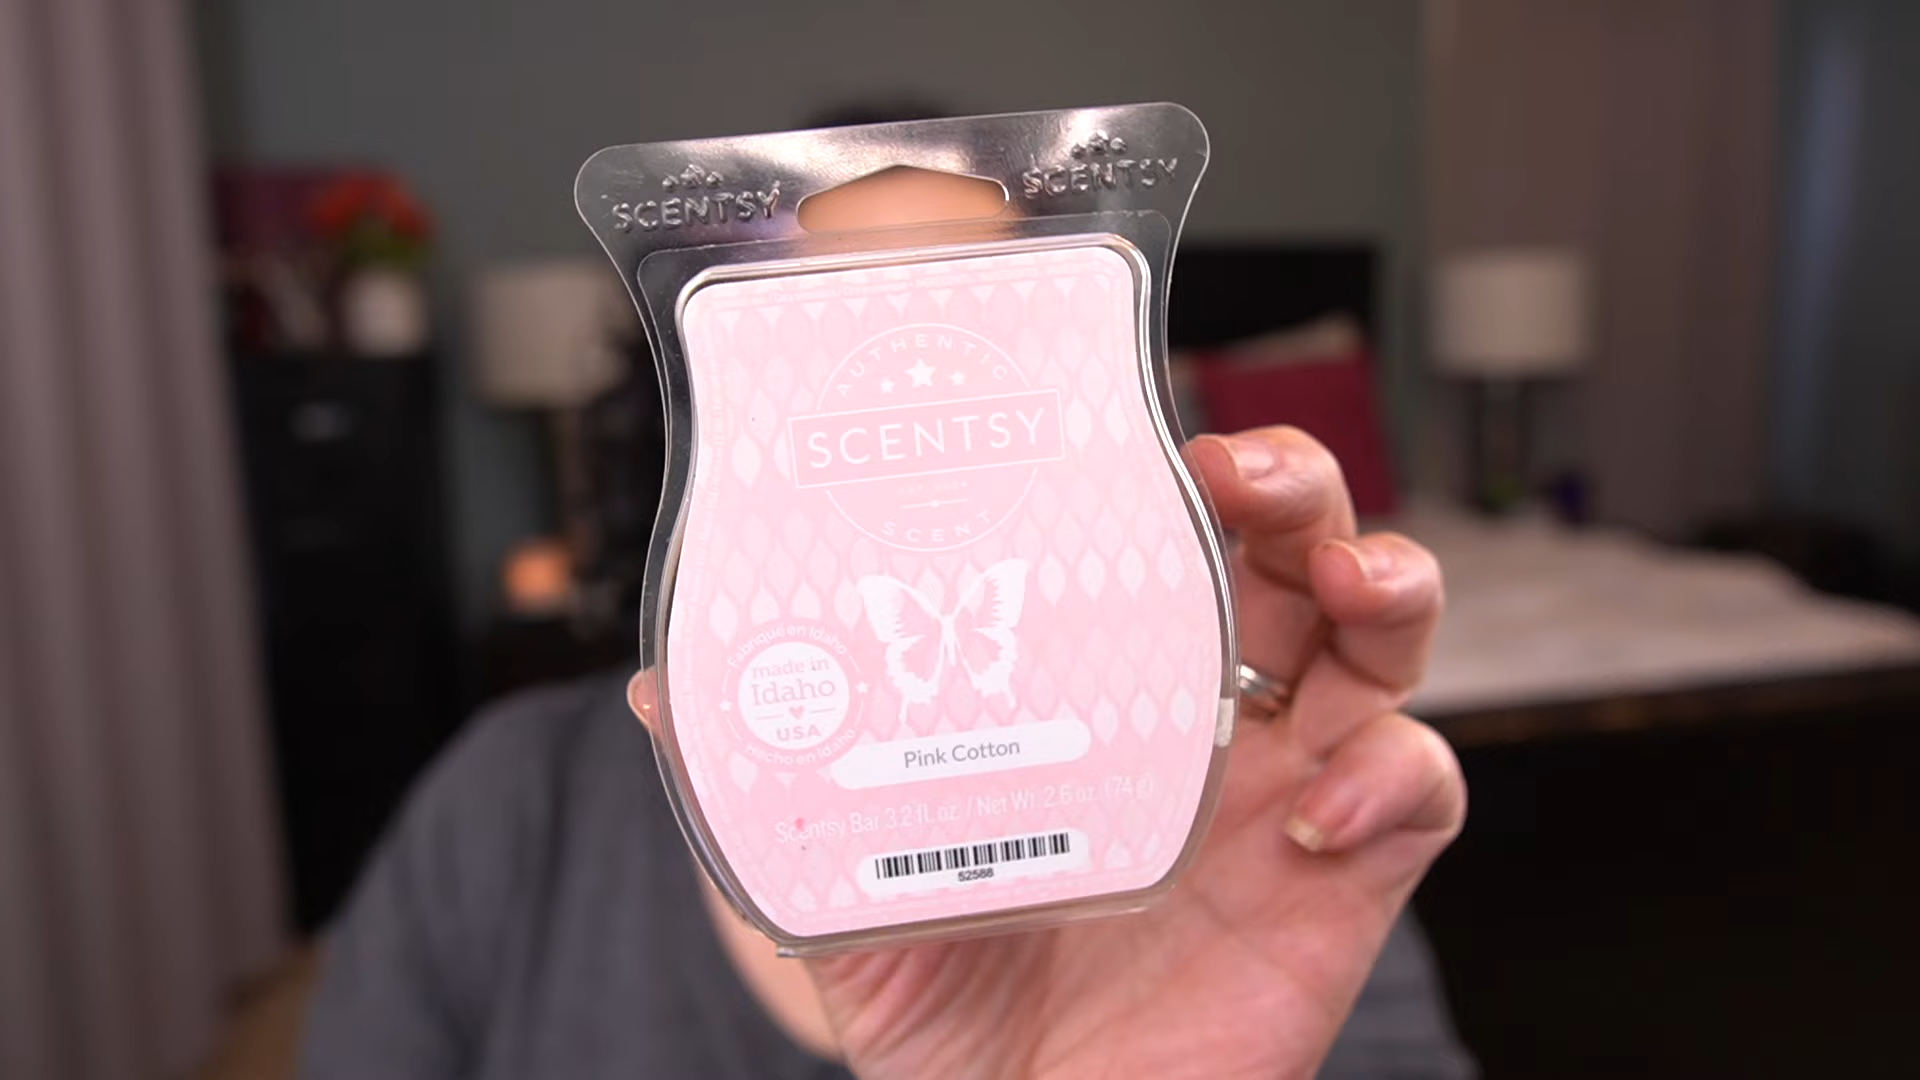 SCENTSY
SCENTSY
AUTHENTIC
SCENTSY
SCENT
Fabriqué en Idaho
made in
Idaho
USA
Hecho en Idaho
Pink Cotton
Scentsy Bar 3.2 fl. oz. / Net Wt. 2.6 oz. (74 g)
52588